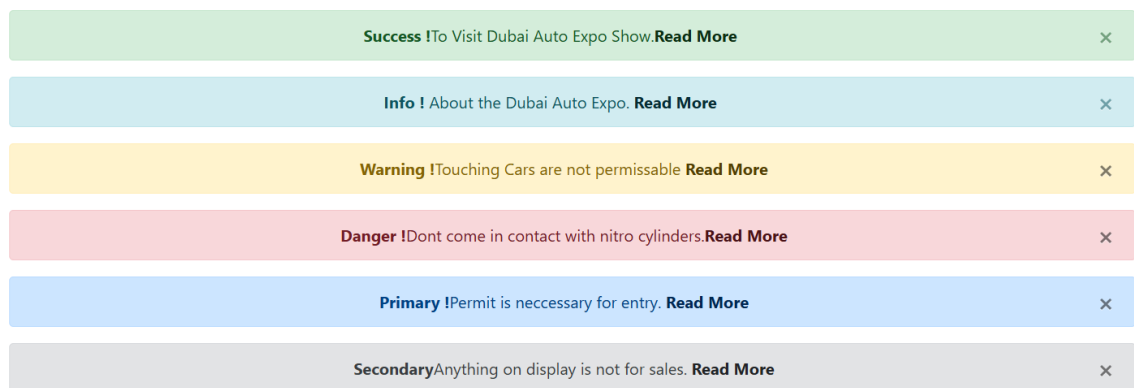 Success !To Visit Dubai Auto Expo Show.Read More ×
Info ! About the Dubai Auto Expo. Read More ×
Warning !Touching Cars are not permissable Read More ×
Danger !Dont come in contact with nitro cylinders.Read More ×
Primary !Permit is neccessary for entry. Read More ×
SecondaryAnything on display is not for sales. Read More ×